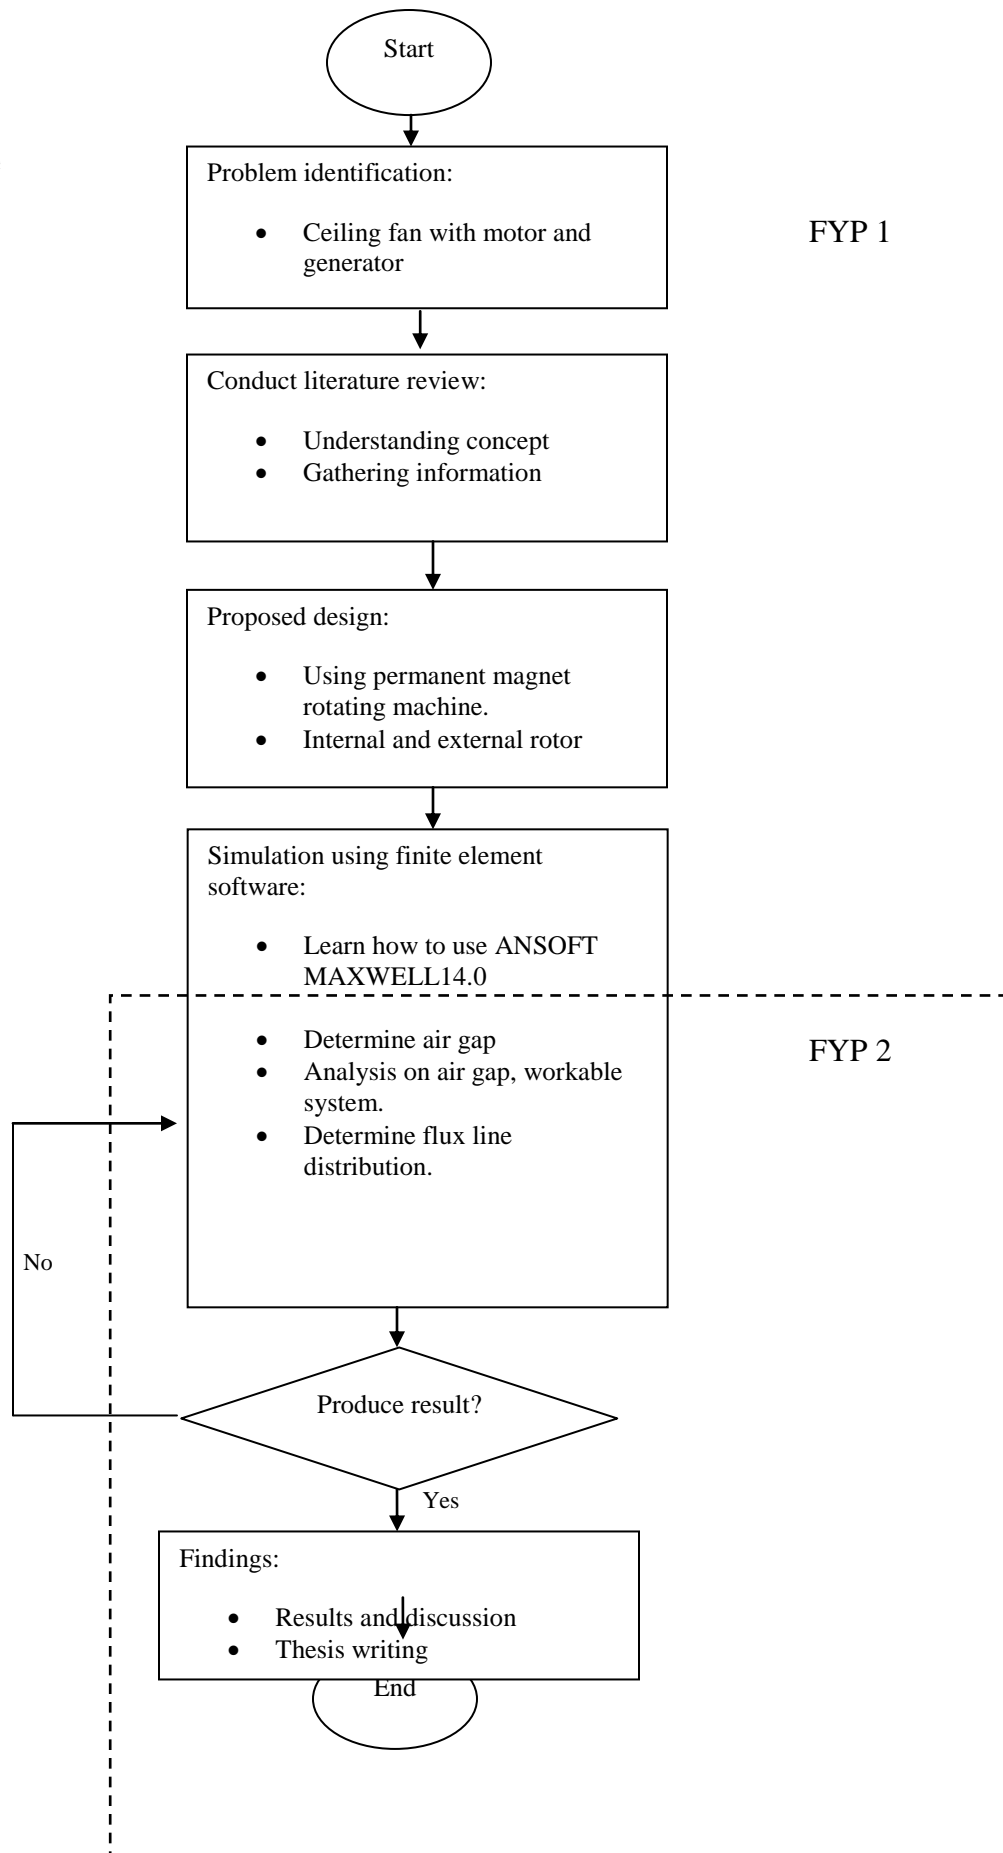 Start
Problem identification:
• Ceiling fan with motor and
generator
FYP 1
Conduct literature review:
• Understanding concept
• Gathering information
Proposed design:
• Using permanent magnet
rotating machine.
• Internal and external rotor
Simulation using finite element
software:
• Learn how to use ANSOFT
MAXWELL14.0
• Determine air gap
FYP 2
• Analysis on air gap, workable
system.
• Determine flux line
distribution.
No
Produce result?
Yes
Findings:
• Results and discussion
• Thesis writing
End